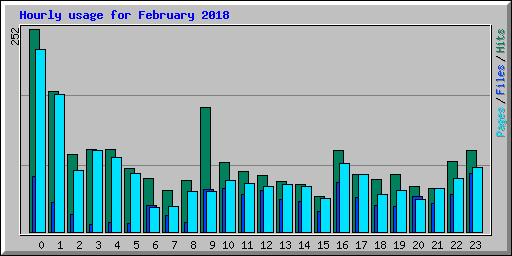 Hourly usage for February 2018
252
Pages / Files / Hits
0 1 2 3 4 5 6 7 8 9 10 11 12 13 14 15 16 17 18 19 20 21 22 23